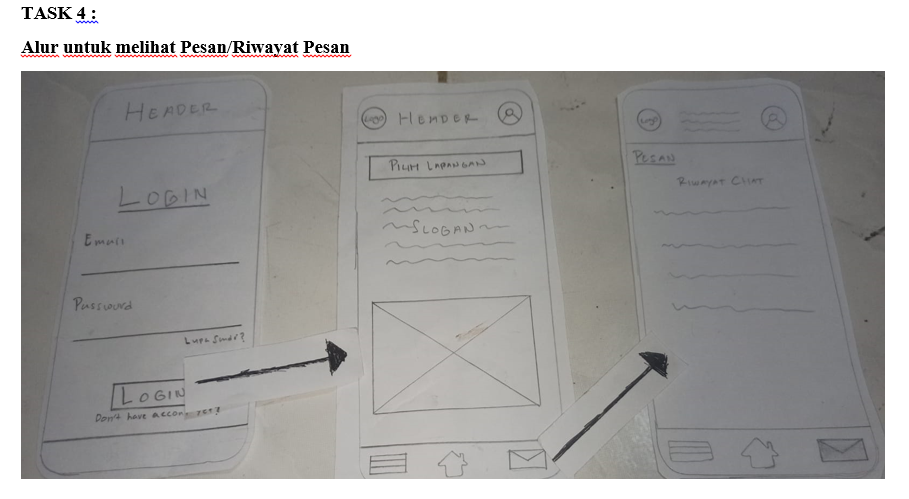 TASK 4 :
Alur untuk melihat Pesan/Riwayat Pesan
HEADER
LOGIN
Email
Password
Lupa Sandi?
LOGIN
Don't have accou
Logo
HEADER
PILIH LAPANGAN
SLOGAN
Logo
PESAN
RIWAYAT CHAT